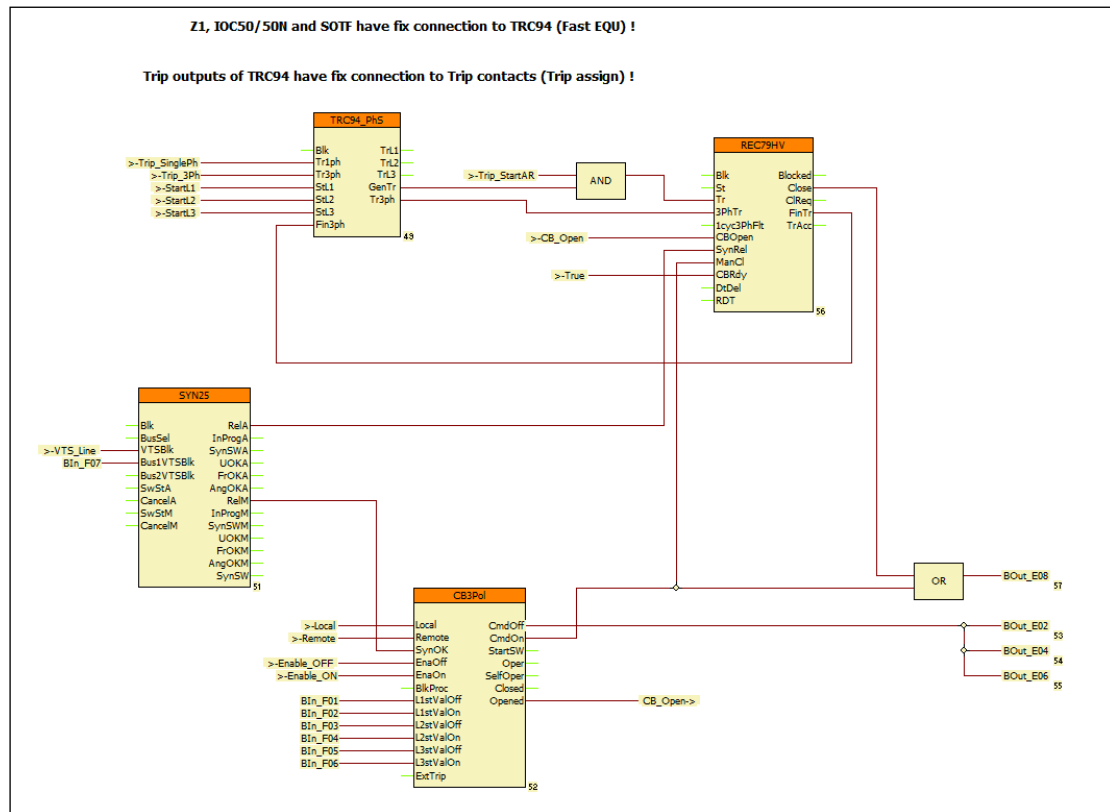 Z1, IOC50/50N and SOTF have fix connection to TRC94 (Fast EQU) !
Trip outputs of TRC94 have fix connection to Trip contacts (Trip assign) !
TRC94_PhS
Blk TrL1
>-Trip_SinglePh Tr1ph TrL2
>-Trip_3Ph Tr3ph TrL3
>-StartL1 StL1 GenTr
>-StartL2 StL2 Tr3ph
>-StartL3 StL3
Fin3ph
49
>-Trip_StartAR
AND
REC79HV
Blk Blocked
St Close
Tr ClReq
3PhTr FinTr
1cyc3PhFlt TrAcc
>-CB_Open CBOpen
SynRel
ManCl
>-True CBRdy
DtDel
RDT
56
SYN25
Blk RelA
BusSel InProgA
>-VTS_Line VTSBlk SynSWA
BIn_F07 Bus1VTSBlk UOKA
Bus2VTSBlk FrOKA
SwStA AngOKA
CancelA RelM
SwStM InProgM
CancelM SynSWM
UOKM
FrOKM
AngOKM
SynSW
51
CB3Pol
>-Local Local CmdOff
>-Remote Remote CmdOn
SynOK StartSW
>-Enable_OFF EnaOff Oper
>-Enable_ON EnaOn SelfOper
BlkProc Closed
BIn_F01 L1stValOff Opened CB_Open->
BIn_F02 L1stValOn
BIn_F03 L2stValOff
BIn_F04 L2stValOn
BIn_F05 L3stValOff
BIn_F06 L3stValOn
ExtTrip
52
OR
BOut_E08
57
BOut_E02
53
BOut_E04
54
BOut_E06
55